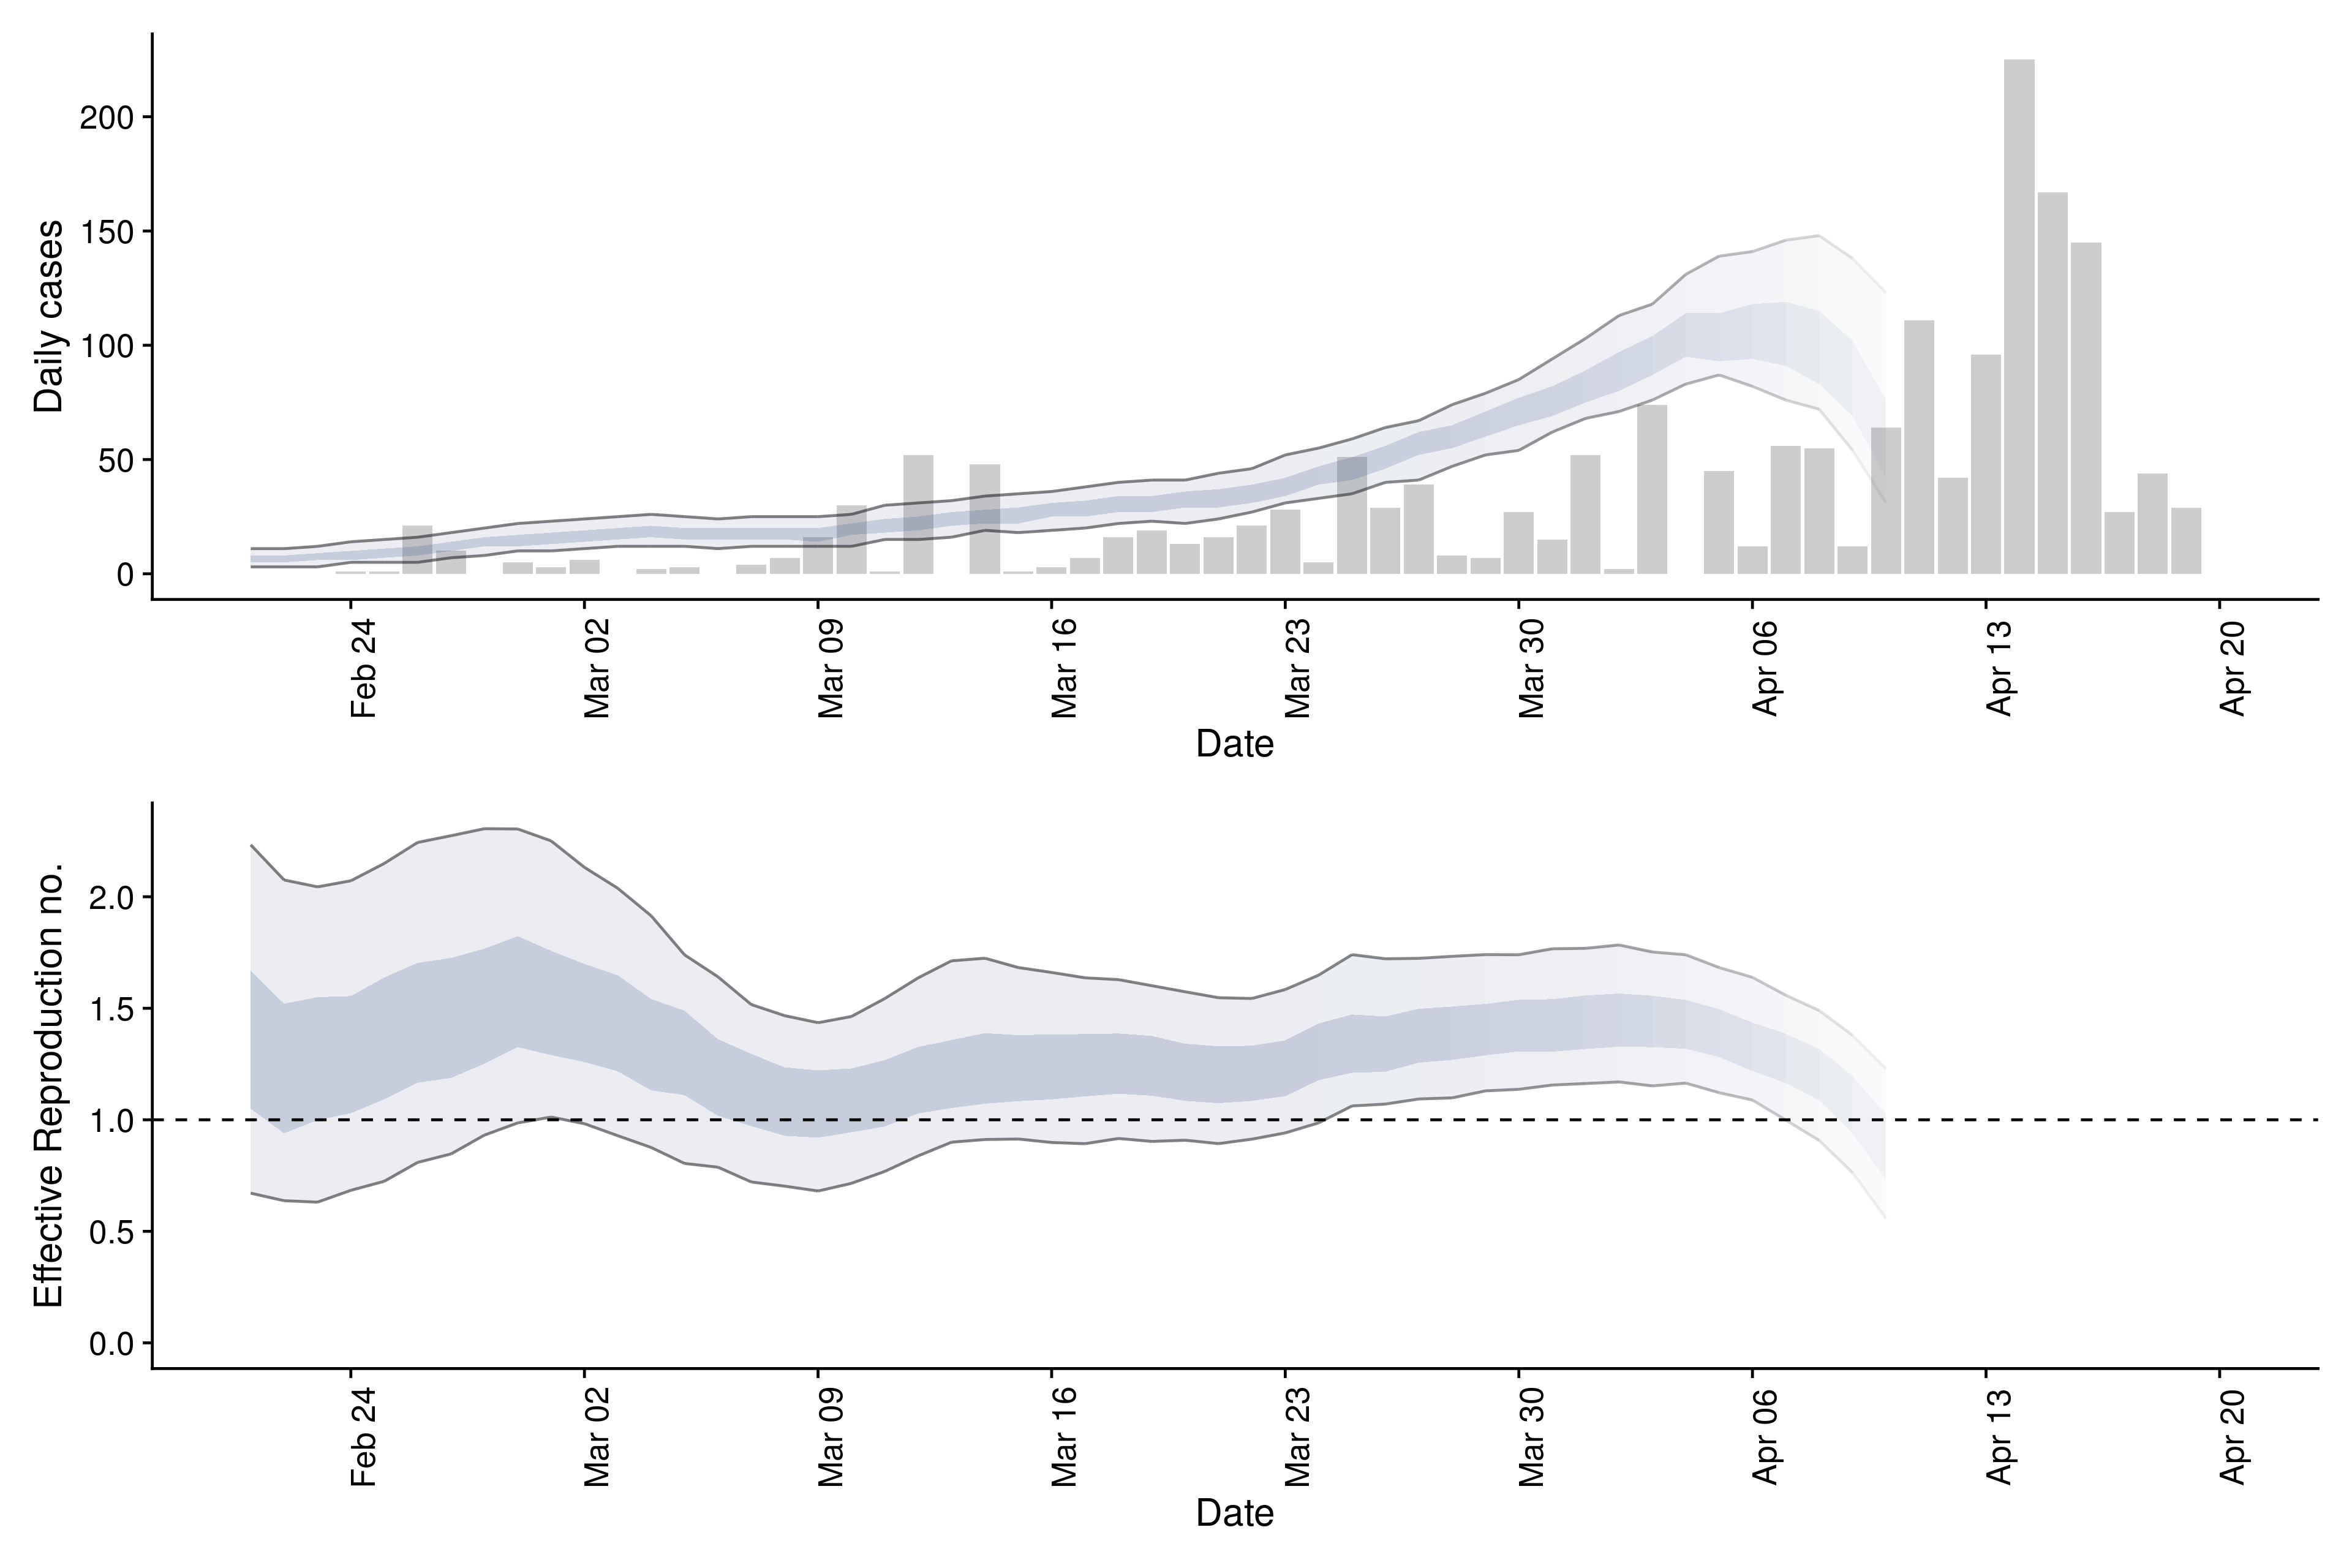 Daily cases
200
150
100
50
0
Feb 24
Mar 02
Mar 09
Mar 16
Mar 23
Mar 30
Apr 06
Apr 13
Apr 20
Date
Effective Reproduction no.
2.0
1.5
1.0
0.5
0.0
Feb 24
Mar 02
Mar 09
Mar 16
Mar 23
Mar 30
Apr 06
Apr 13
Apr 20
Date